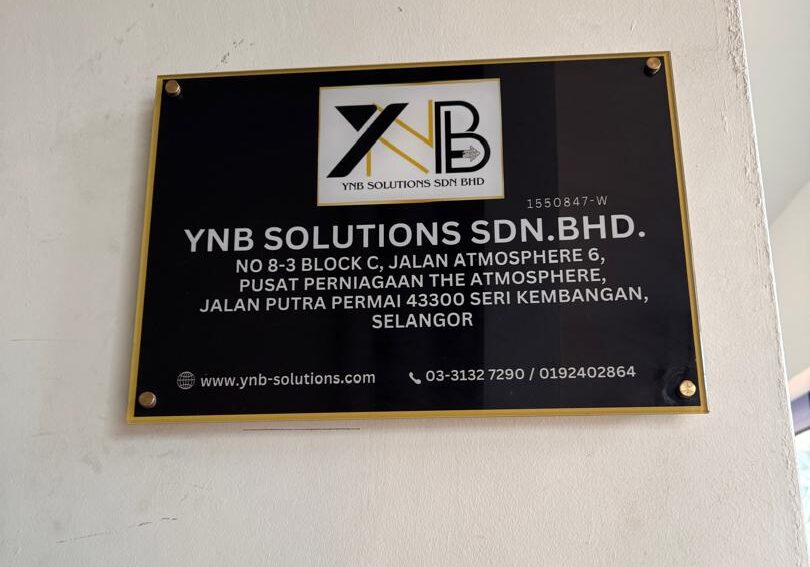 YNB
YNB SOLUTIONS SDN BHD
1550847-W
YNB SOLUTIONS SDN.BHD.
NO 8-3 BLOCK C, JALAN ATMOSPHERE 6,
PUSAT PERNIAGAAN THE ATMOSPHERE,
JALAN PUTRA PERMAI 43300 SERI KEMBANGAN,
SELANGOR
www.ynb-solutions.com 03-3132 7290 / 0192402864